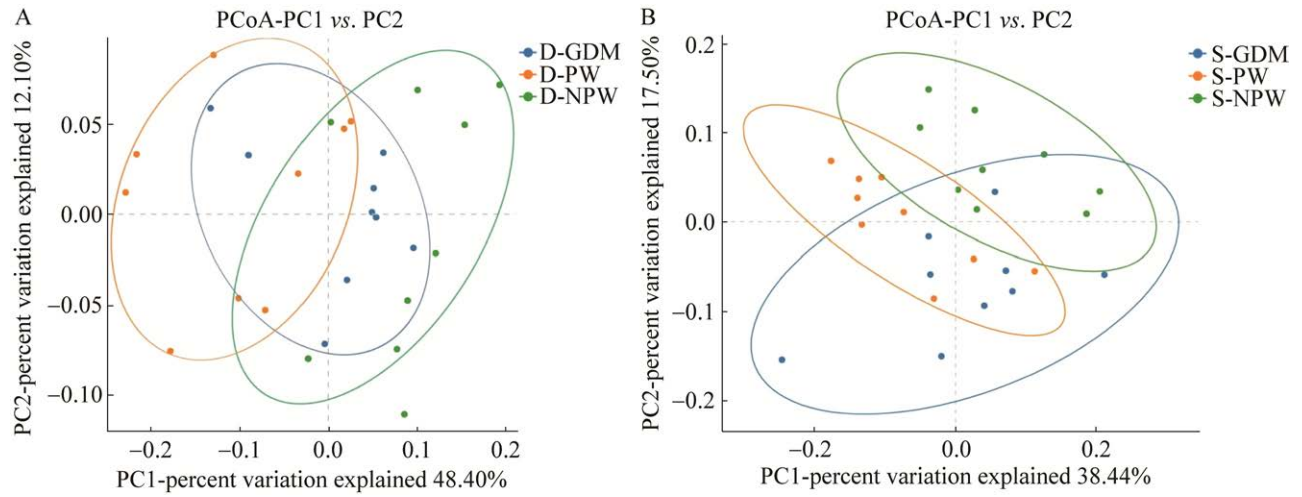 A
PCoA-PC1 vs. PC2
D-GDM
D-PW
D-NPW
PC2-percent variation explained 12.10%
0.05
0.00
−0.05
−0.10
−0.2
−0.1
0.0
0.1
0.2
PC1-percent variation explained 48.40%
B
PCoA-PC1 vs. PC2
S-GDM
S-PW
S-NPW
PC2-percent variation explained 17.50%
0.2
0.1
0.0
−0.1
−0.2
−0.2
0.0
0.2
PC1-percent variation explained 38.44%